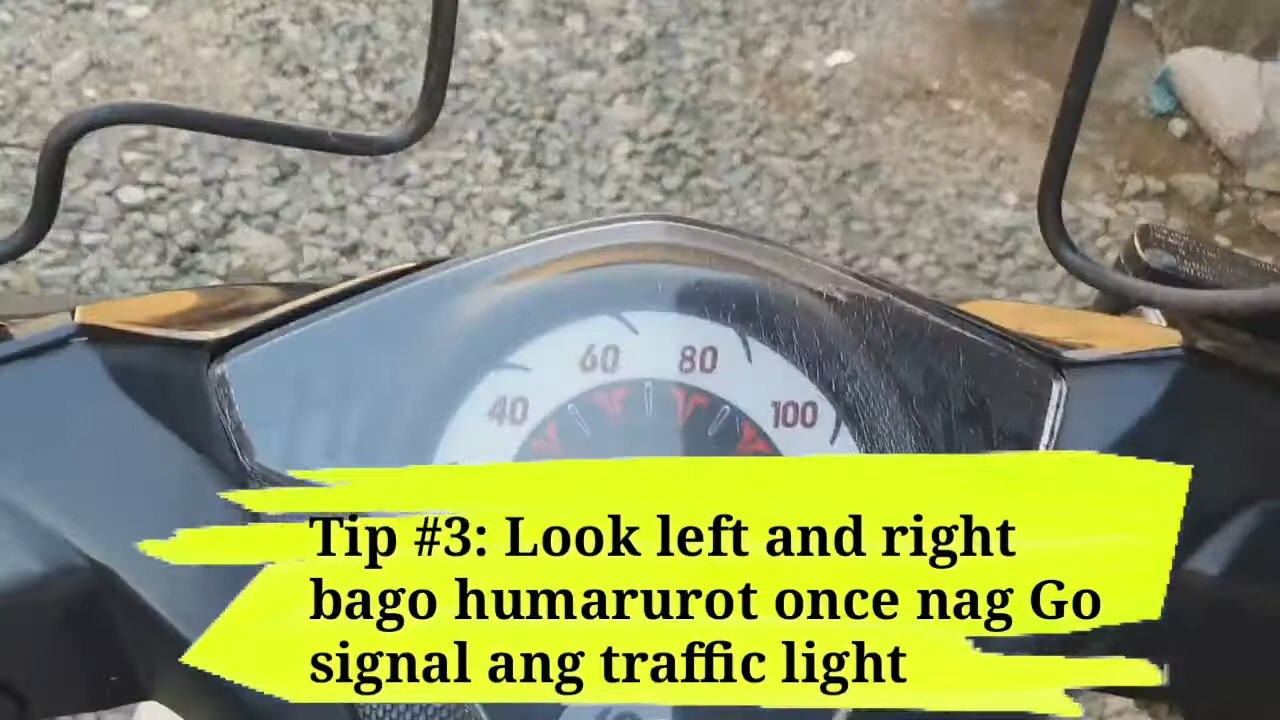 60 80
40 100
Tip #3: Look left and right
bago humarurot once nag Go
signal ang traffic light